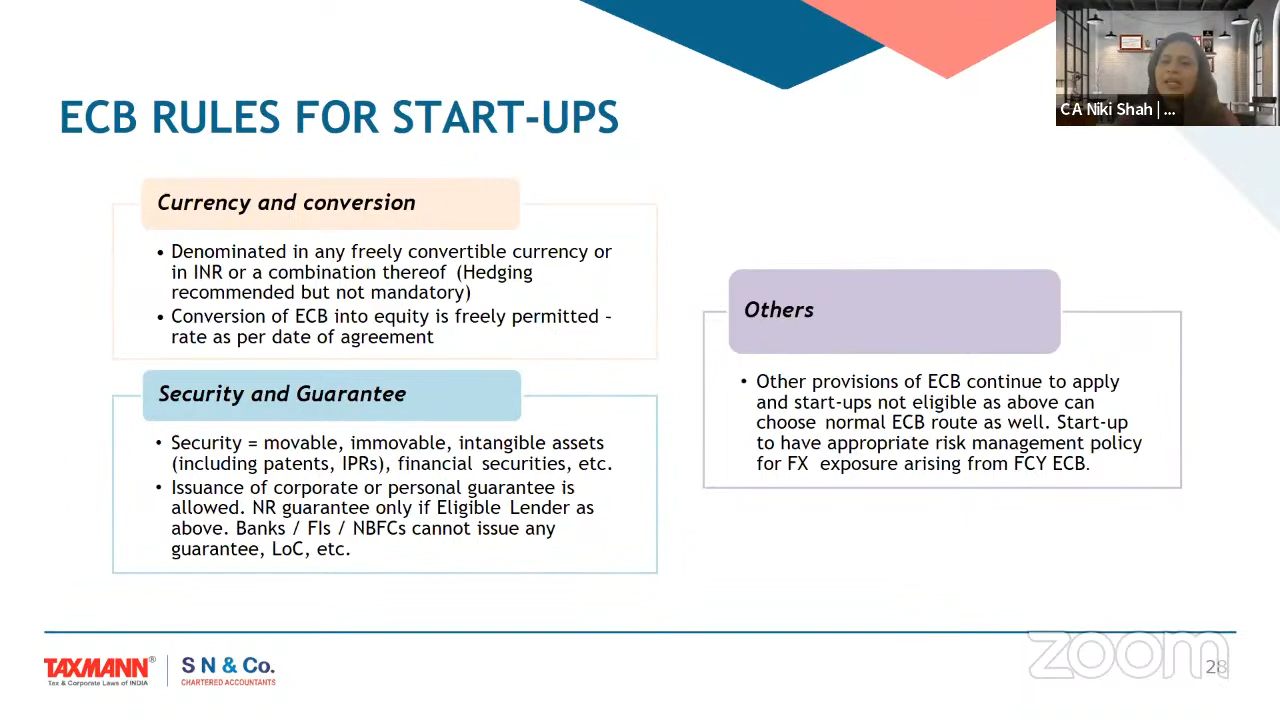 CA Niki Shah | ...
ECB RULES FOR START-UPS
Currency and conversion
• Denominated in any freely convertible currency or
in INR or a combination thereof (Hedging
recommended but not mandatory)
• Conversion of ECB into equity is freely permitted –
rate as per date of agreement
Security and Guarantee
• Security = movable, immovable, intangible assets
(including patents, IPRs), financial securities, etc.
• Issuance of corporate or personal guarantee is
allowed. NR guarantee only if Eligible Lender as
above. Banks / FIs / NBFCs cannot issue any
guarantee, LoC, etc.
Others
• Other provisions of ECB continue to apply
and start-ups not eligible as above can
choose normal ECB route as well. Start-up
to have appropriate risk management policy
for FX exposure arising from FCY ECB.
TAXMANN®
Tax & Corporate Laws of INDIA
S N & Co.
CHARTERED ACCOUNTANTS
zoom
28